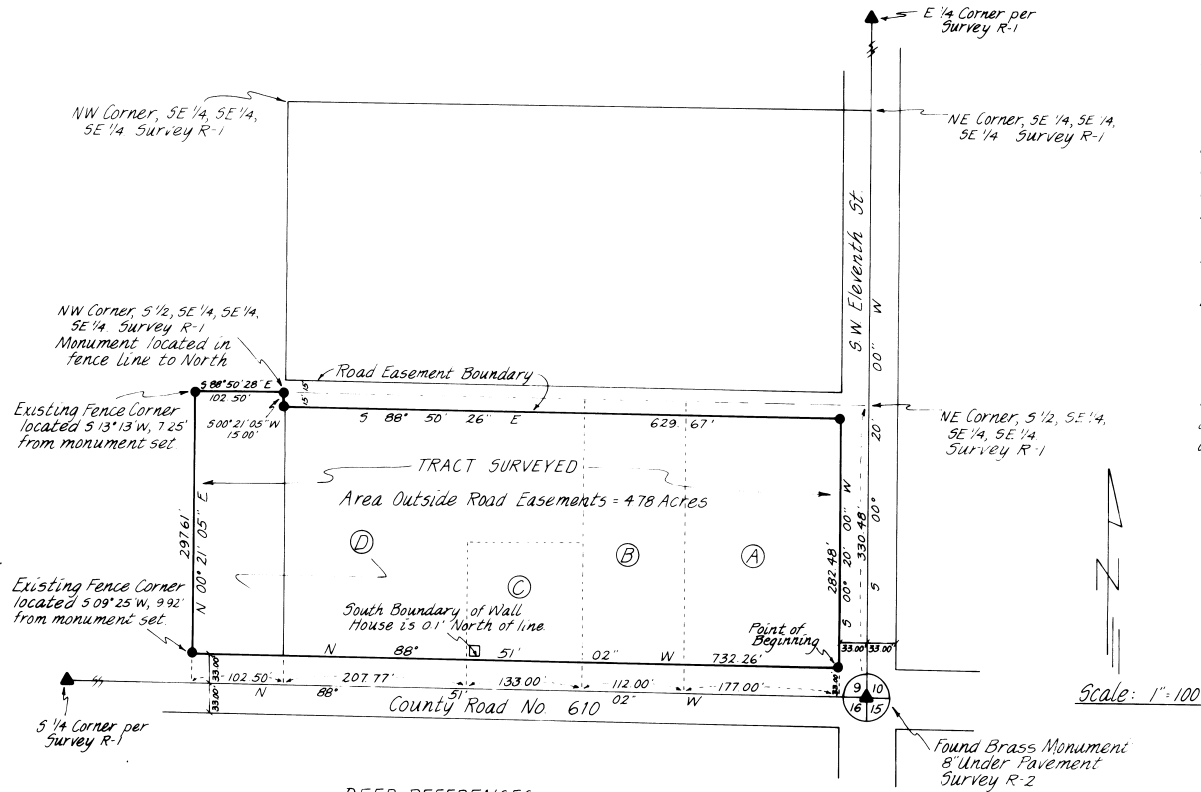 E 1/4 Corner per
Survey R-1
NW Corner, SE 1/4, SE 1/4,
SE 1/4 Survey R-1
NE Corner, SE 1/4, SE 1/4,
SE 1/4 Survey R-1
S.W. Eleventh St.
S 00° 20' 00" W
NW Corner, S 1/2, SE 1/4, SE 1/4,
SE 1/4 Survey R-1
Monument located in
fence line to North
Road Easement Boundary
S 88° 50' 28" E
102.50'
15' 15'
Existing Fence Corner
located S 13° 13' W, 7.25'
from monument set
S 00° 21' 05" W
15.00'
S 88° 50' 26" E 629.67'
NE Corner, S 1/2, SE 1/4,
SE 1/4, SE 1/4
Survey R-1
TRACT SURVEYED
Area Outside Road Easements = 4.78 Acres
297.61'
N 00° 21' 05" E
282.48'
S 00° 20' 00" W
330.48'
D
B
A
C
Existing Fence Corner
located S 09° 25' W, 9.92'
from monument set.
South Boundary of Wall
House is 0.1' North of line.
Point of
Beginning
N 88° 51' 02" W 732.26'
33.00' 33.00'
33.00'
102.50' 207.77' 133.00' 112.00' 177.00'
33.00'
33.00'
N 88° 51' 02" W
County Road No. 610
9 10
16 15
Scale: 1"=100
S 1/4 Corner per
Survey R-1
Found Brass Monument
8" Under Pavement
Survey R-2